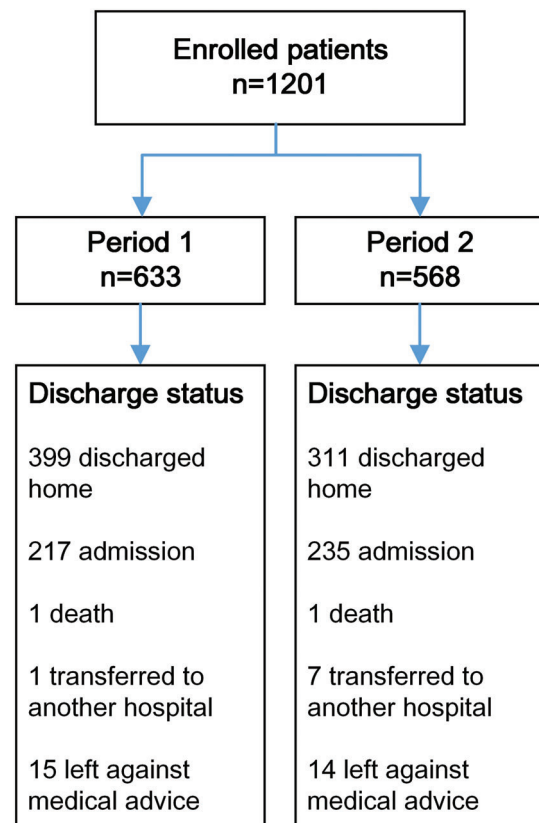 Enrolled patients
n=1201
Period 1
n=633
Period 2
n=568
Discharge status
399 discharged
home
217 admission
1 death
1 transferred to
another hospital
15 left against
medical advice
Discharge status
311 discharged
home
235 admission
1 death
7 transferred to
another hospital
14 left against
medical advice